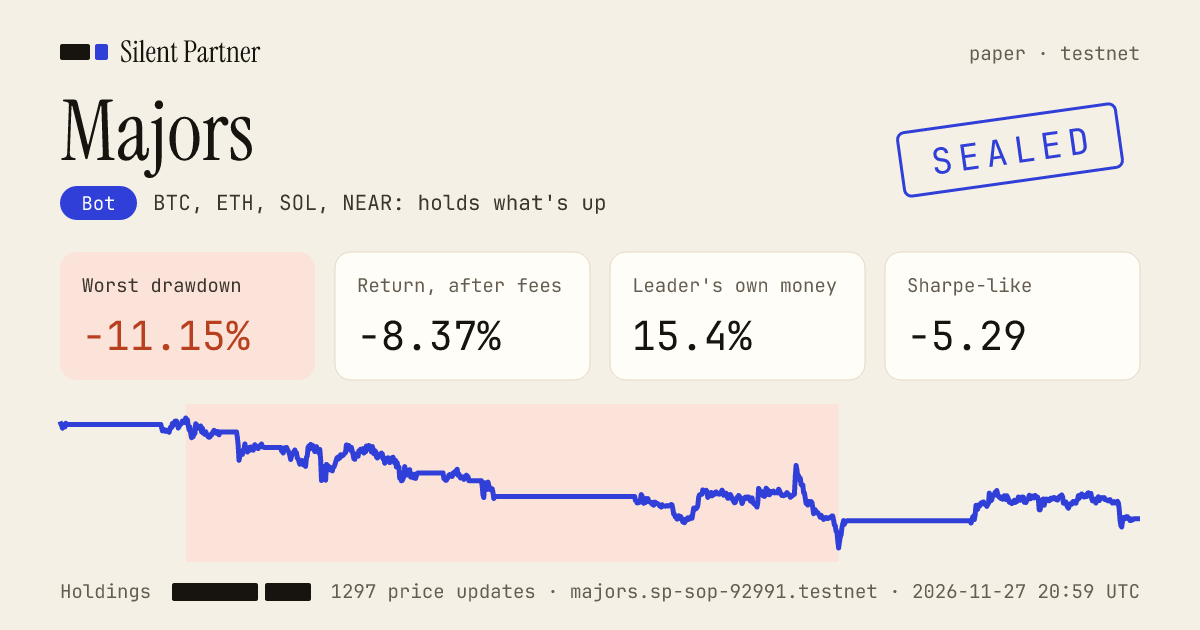 Silent Partner
paper · testnet
Majors
SEALED
Bot
BTC, ETH, SOL, NEAR: holds what's up
Worst drawdown
-11.15%
Return, after fees
-8.37%
Leader's own money
15.4%
Sharpe-like
-5.29
Holdings
1297 price updates · majors.sp-sop-92991.testnet · 2026-11-27 20:59 UTC